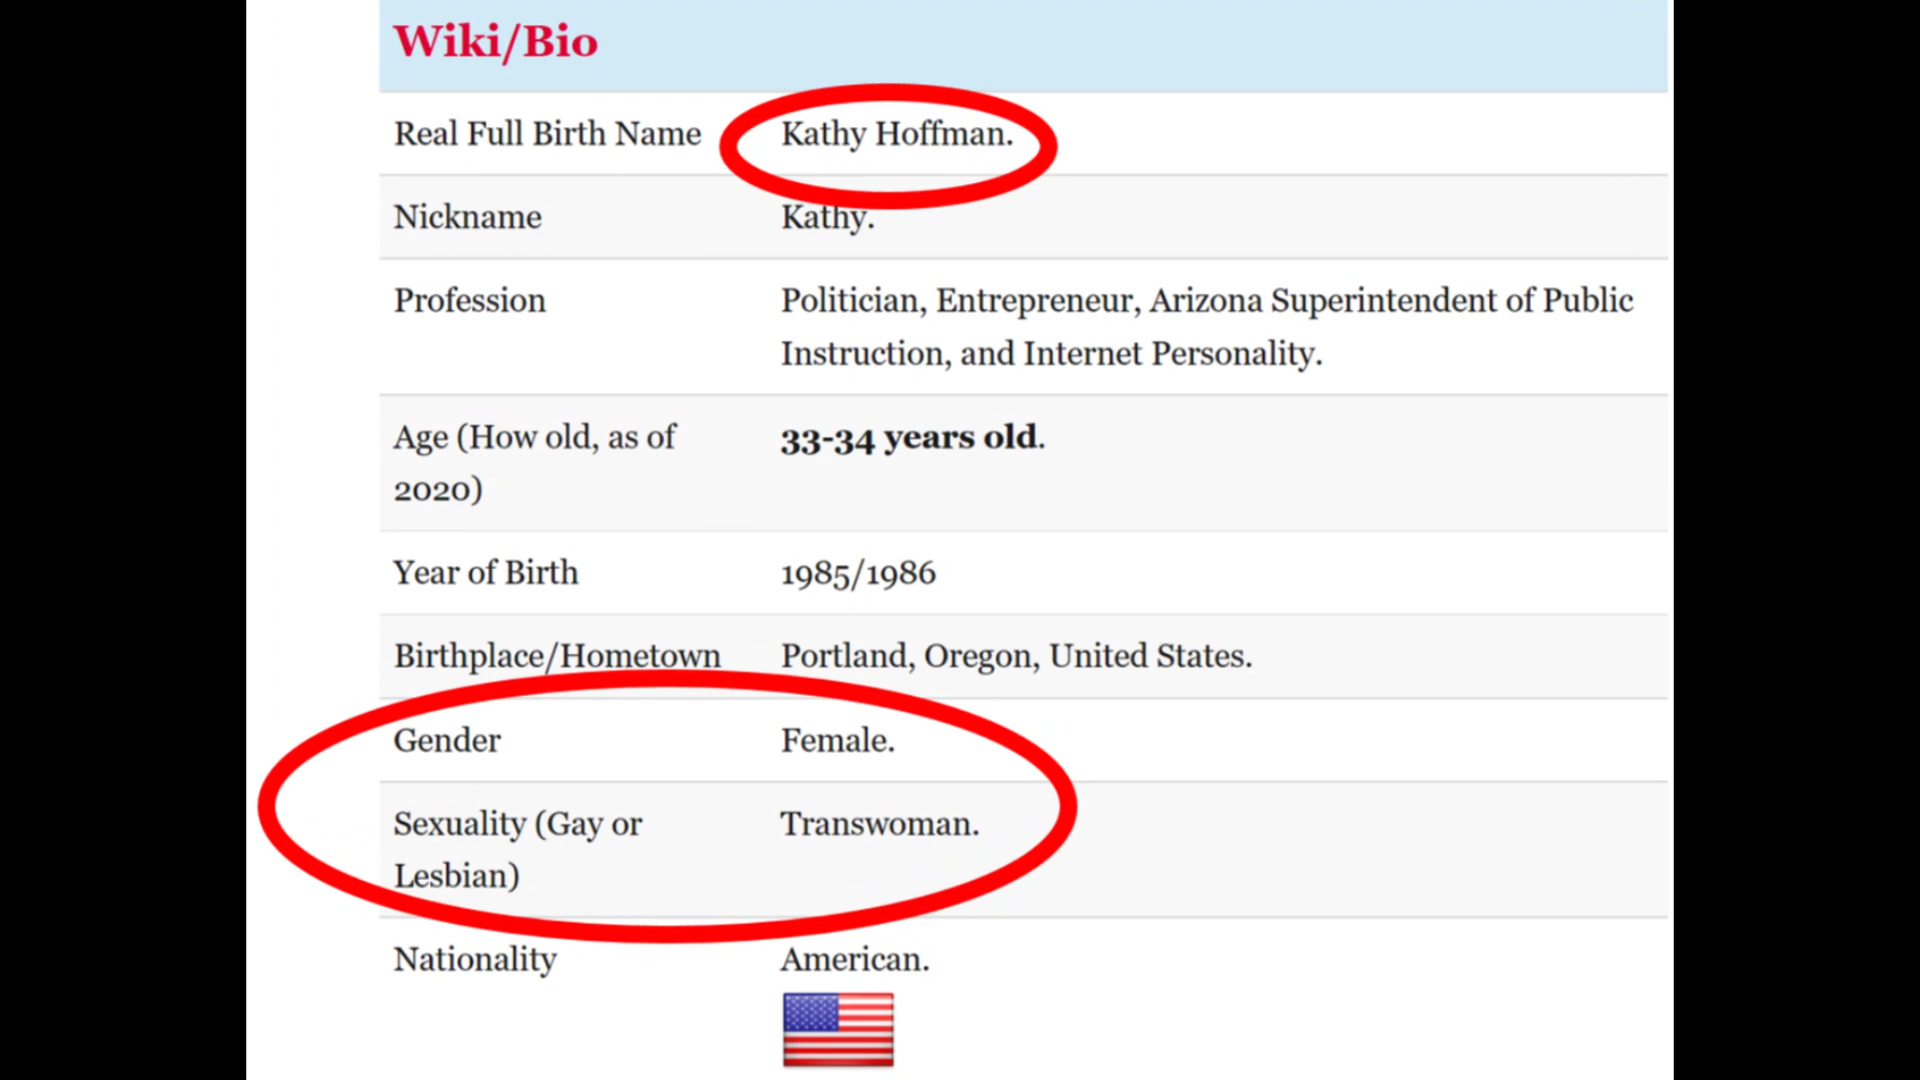 Wiki/Bio
Real Full Birth Name Kathy Hoffman.
Nickname Kathy.
Profession Politician, Entrepreneur, Arizona Superintendent of Public
Instruction, and Internet Personality.
Age (How old, as of 33-34 years old.
2020)
Year of Birth 1985/1986
Birthplace/Hometown Portland, Oregon, United States.
Gender Female.
Sexuality (Gay or Transwoman.
Lesbian)
Nationality American.